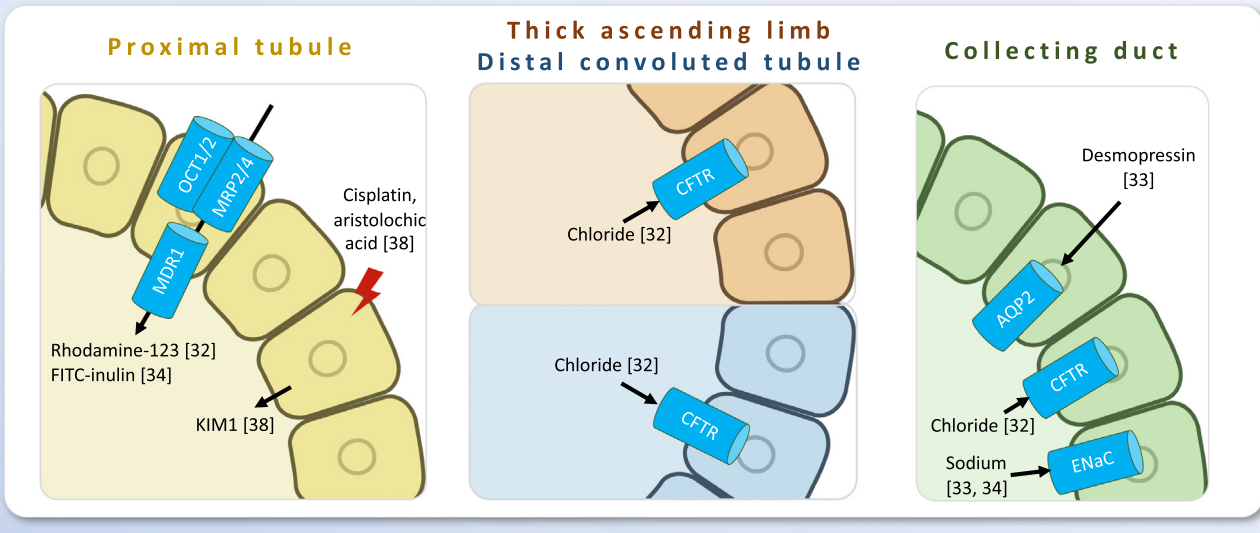 Proximal tubule
OCT1/2
MRP2/4
MDR1
Cisplatin,
aristolochic
acid [38]
Rhodamine-123 [32]
FITC-inulin [34]
KIM1 [38]
Thick ascending limb
Distal convoluted tubule
CFTR
Chloride [32]
Chloride [32]
CFTR
Collecting duct
Desmopressin
[33]
AQP2
CFTR
Chloride [32]
Sodium
[33, 34]
ENaC